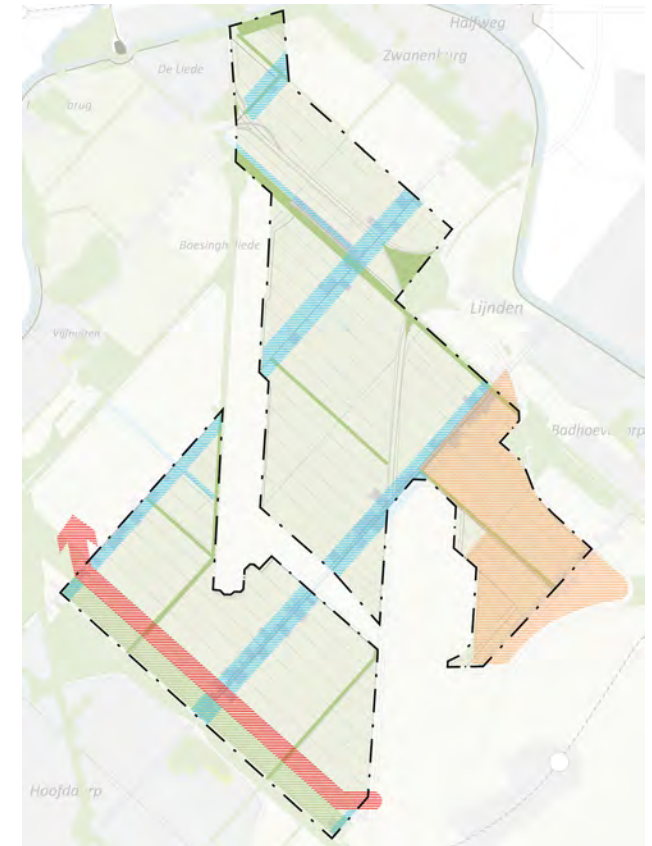 Halfweg
Zwanenburg
De Liede
Boesingheliede
Lijnden
Vijfhuizen
Badhoevedorp
Hoofddorp